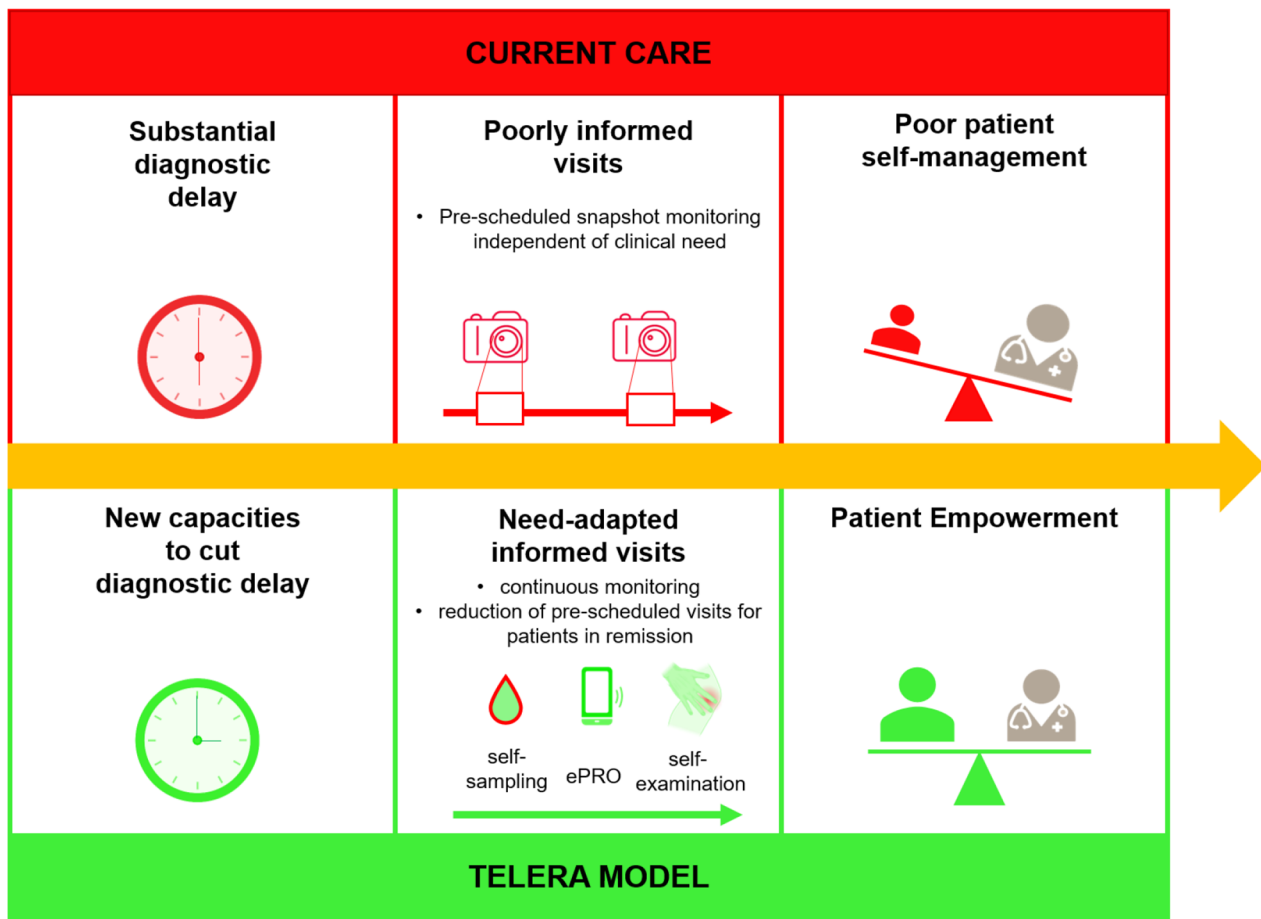 CURRENT CARE
Substantial
diagnostic
delay
Poorly informed
visits
• Pre-scheduled snapshot monitoring
independent of clinical need
Poor patient
self-management
New capacities
to cut
diagnostic delay
Need-adapted
informed visits
• continuous monitoring
• reduction of pre-scheduled visits for
patients in remission
self-
sampling
ePRO
self-
examination
Patient Empowerment
TELERA MODEL